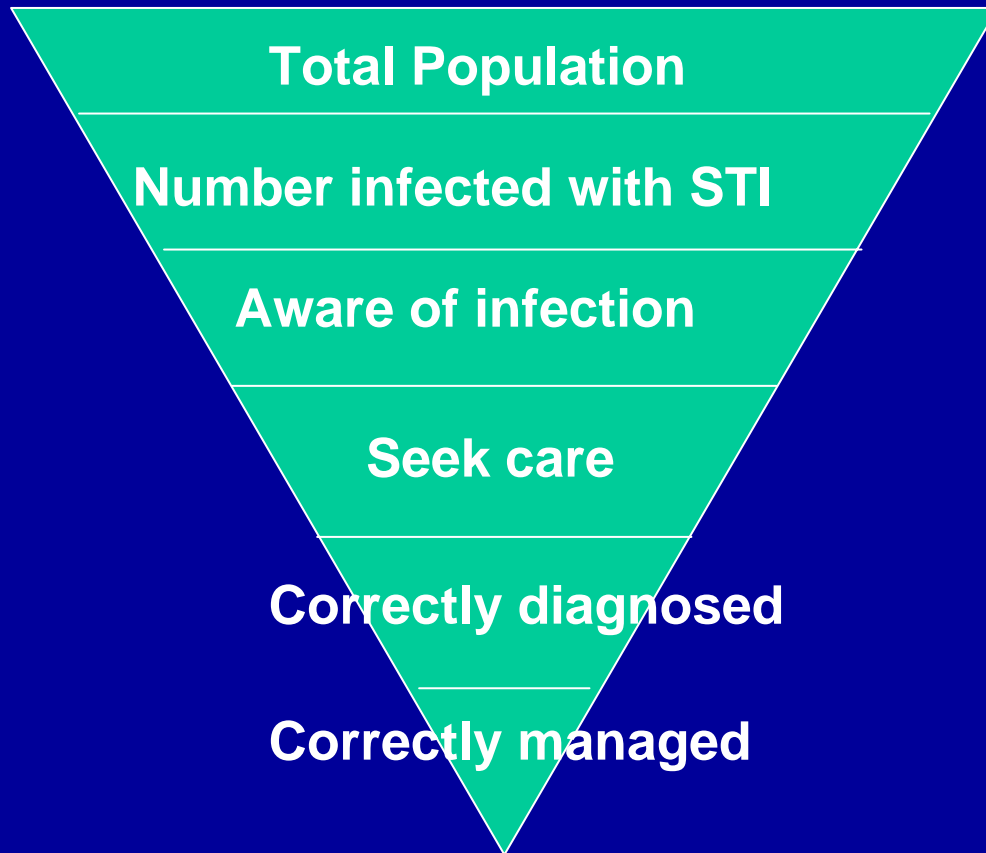 Total Population
Number infected with STI
Aware of infection
Seek care
Correctly diagnosed
Correctly managed